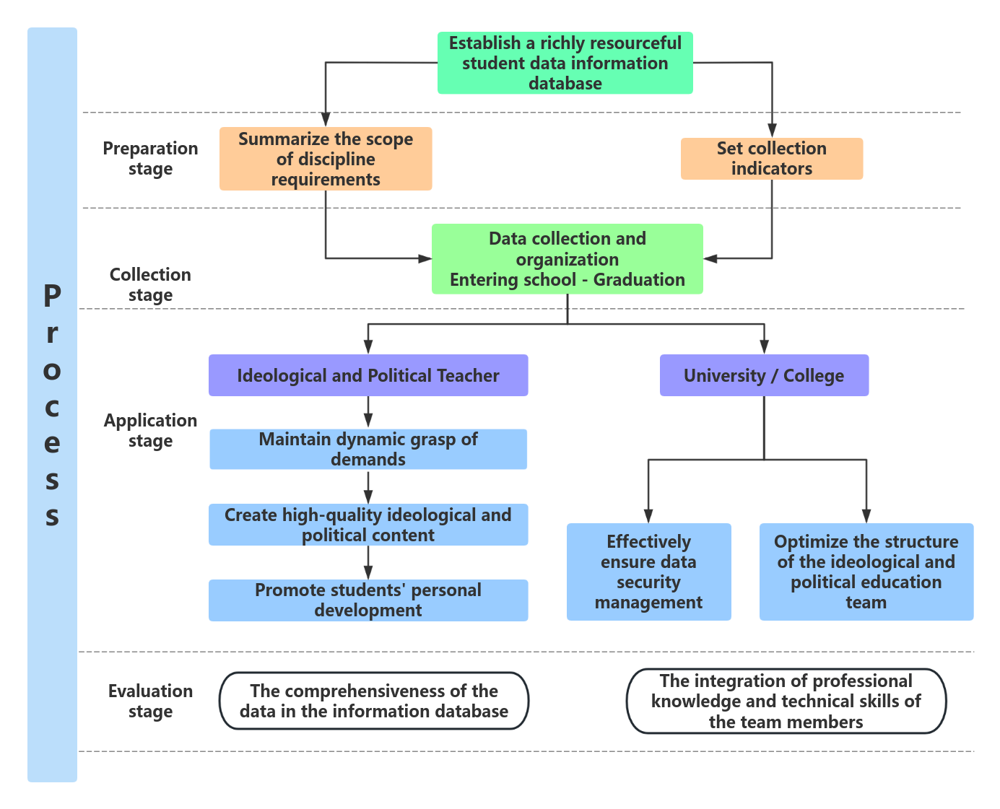 Process
Establish a richly resourceful
student data information
database
Preparation
stage
Summarize the scope
of discipline
requirements
Set collection
indicators
Collection
stage
Data collection and
organization
Entering school - Graduation
Application
stage
Ideological and Political Teacher
University / College
Maintain dynamic grasp of
demands
Create high-quality ideological and
political content
Promote students' personal
development
Effectively
ensure data
security
management
Optimize the structure
of the ideological and
political education
team
Evaluation
stage
The comprehensiveness of the
data in the information database
The integration of professional
knowledge and technical skills of
the team members